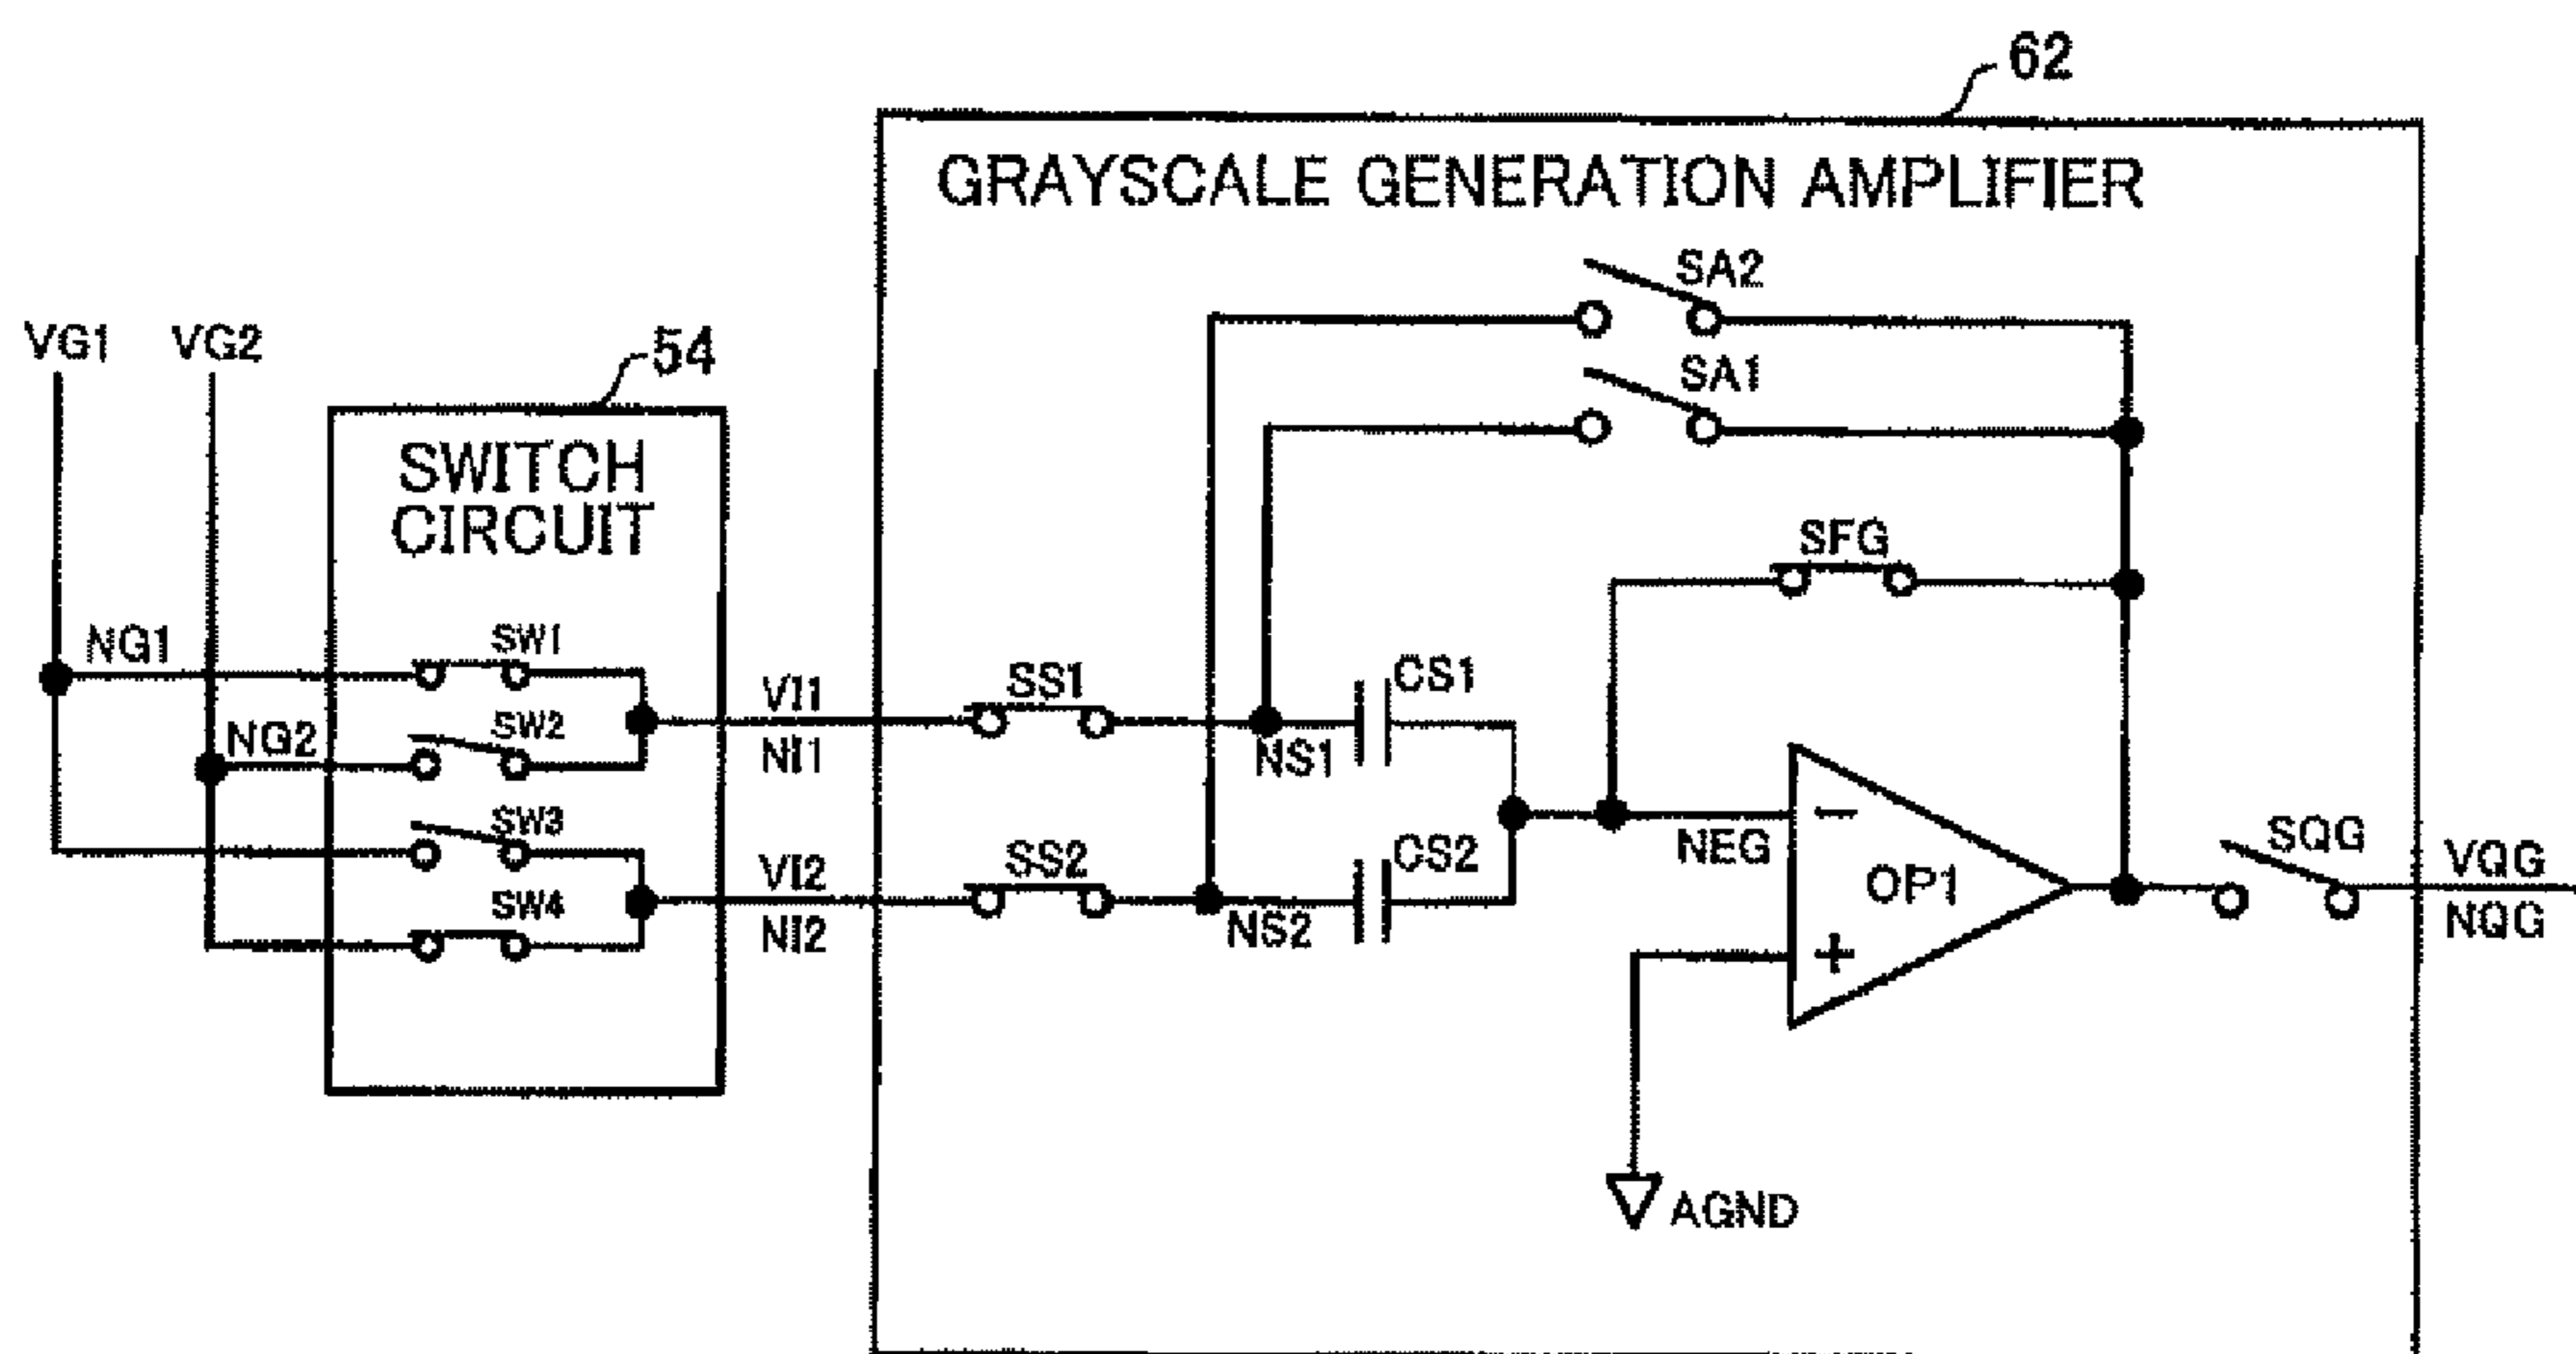 62
GRAYSCALE GENERATION AMPLIFIER
SA2
VG1
VG2
54
SA1
SWITCH
CIRCUIT
SFG
NG1
SW1
SS1
CS1
VI1
NI1
NS1
NG2
SW2
SW3
SS2
CS2
VI2
NI2
NS2
SW4
NEG
−
OP1
+
SQG
VQG
NQG
AGND